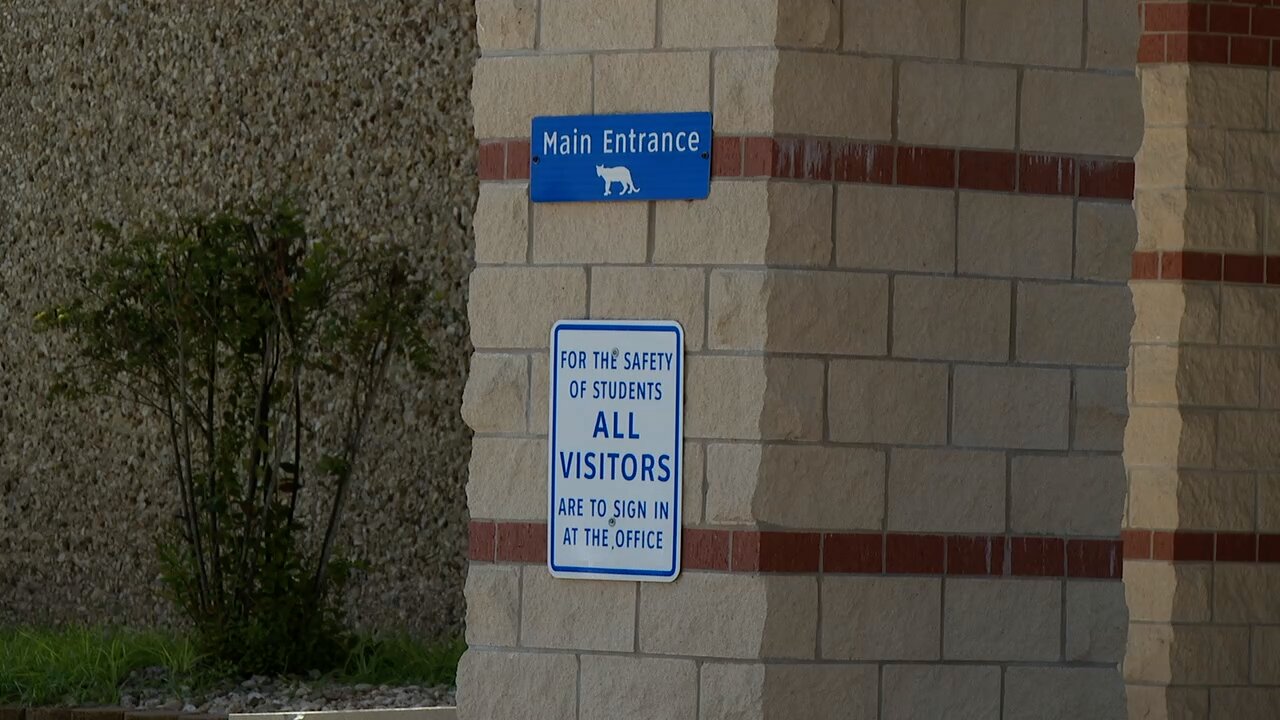 Main Entrance
FOR THE SAFETY
OF STUDENTS
ALL
VISITORS
ARE TO SIGN IN
AT THE OFFICE